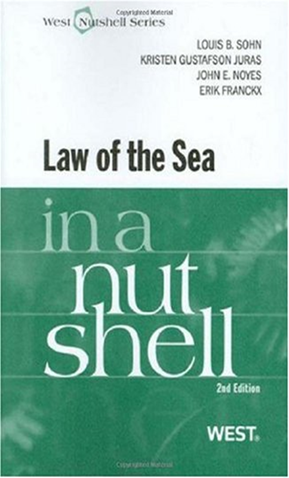 West Nutshell Series
LOUIS B. SOHN
KRISTEN GUSTAFSON JURAS
JOHN E. NOYES
ERIK FRANCKX
Law of the Sea
in a
nut
shell
2nd Edition
WEST®